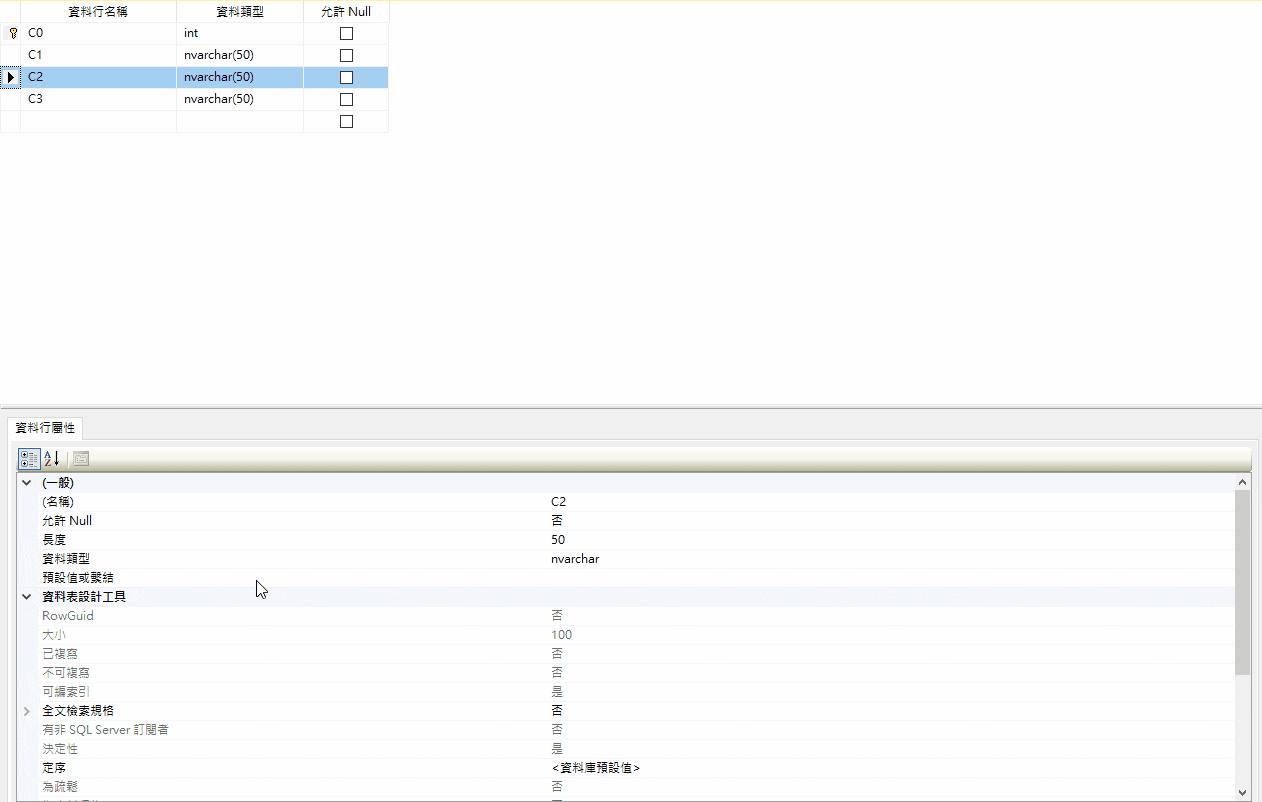 資料行名稱 資料類型 允許 Null
C0 int
C1 nvarchar(50)
C2 nvarchar(50)
C3 nvarchar(50)
資料行屬性
(一般)
(名稱) C2
允許 Null 否
長度 50
資料類型 nvarchar
預設值或繫結
資料表設計工具
RowGuid 否
大小 100
已複寫 否
不可複寫 否
可編索引 是
全文檢索規格 否
有非 SQL Server 訂閱者 否
決定性 是
定序 <資料庫預設值>
為疏鬆 否